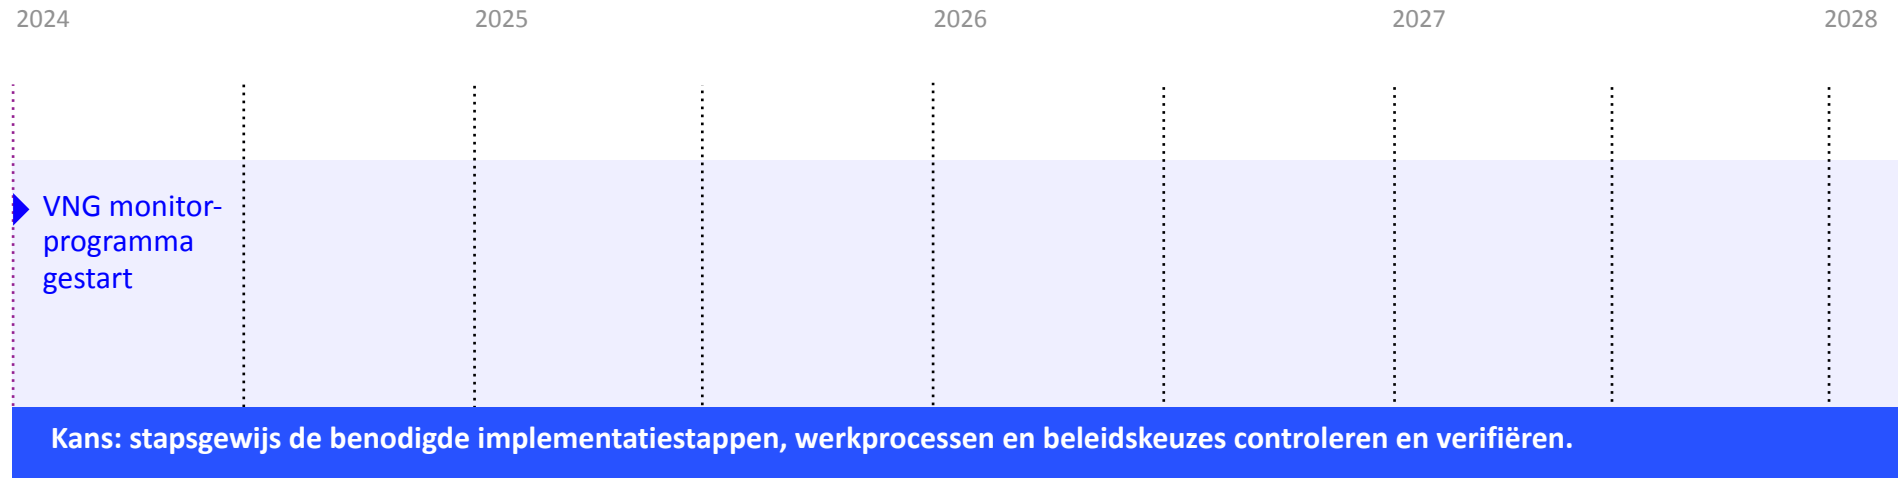 2024 2025 2026 2027 2028
VNG monitor-
programma
gestart
Kans: stapsgewijs de benodigde implementatiestappen, werkprocessen en beleidskeuzes controleren en verifiëren.